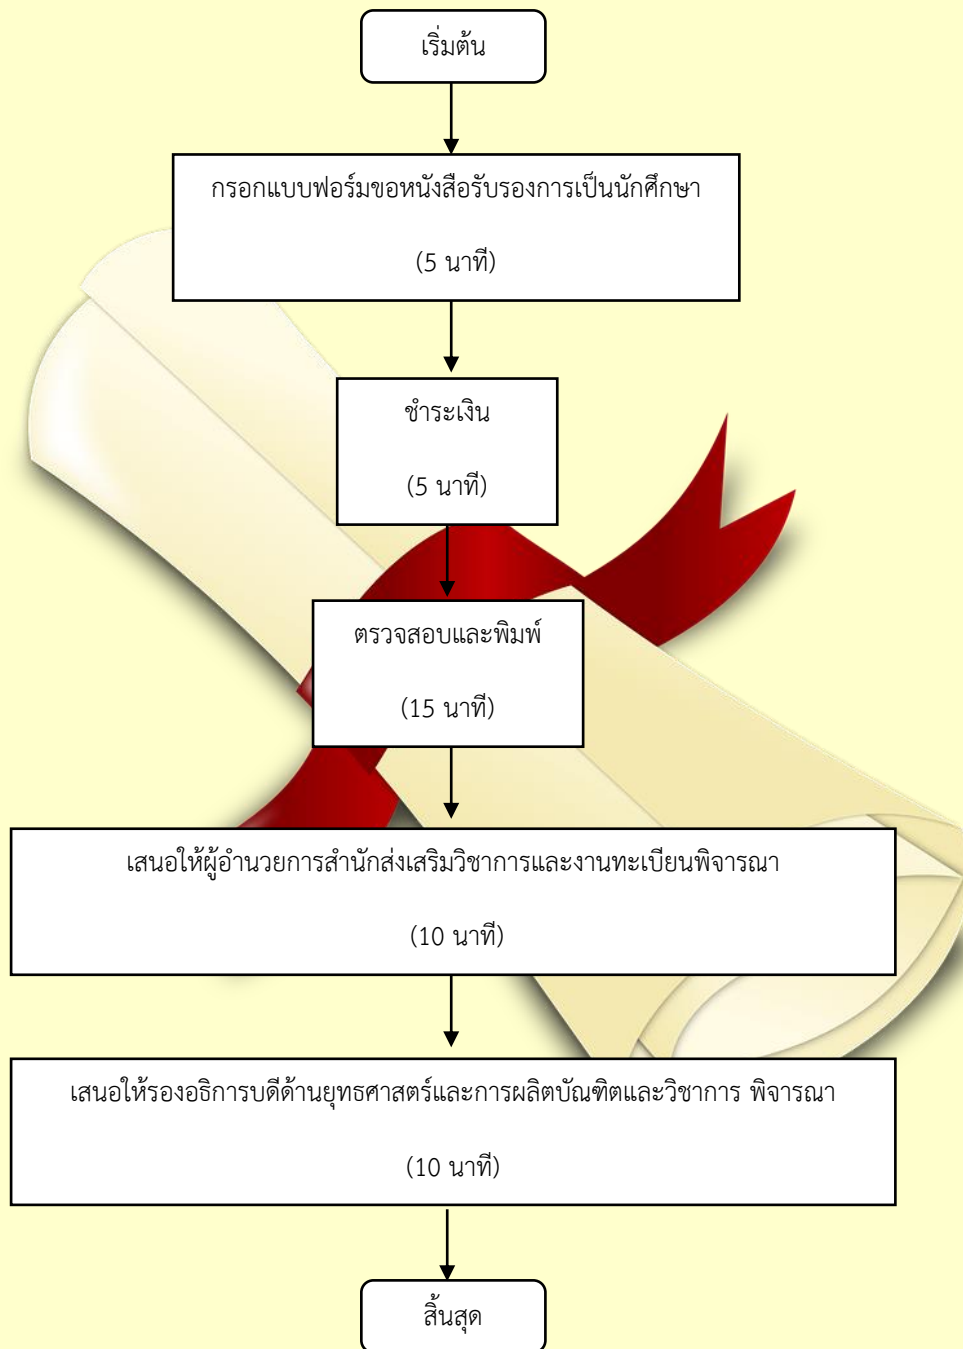 เริ่มต้น
กรอกแบบฟอร์มขอหนังสือรับรองการเป็นนักศึกษา
(5 นาที)
ชำระเงิน
(5 นาที)
ตรวจสอบและพิมพ์
(15 นาที)
เสนอให้ผู้อำนวยการสำนักส่งเสริมวิชาการและงานทะเบียนพิจารณา
(10 นาที)
เสนอให้รองอธิการบดีด้านยุทธศาสตร์และการผลิตบัณฑิตและวิชาการ พิจารณา
(10 นาที)
สิ้นสุด